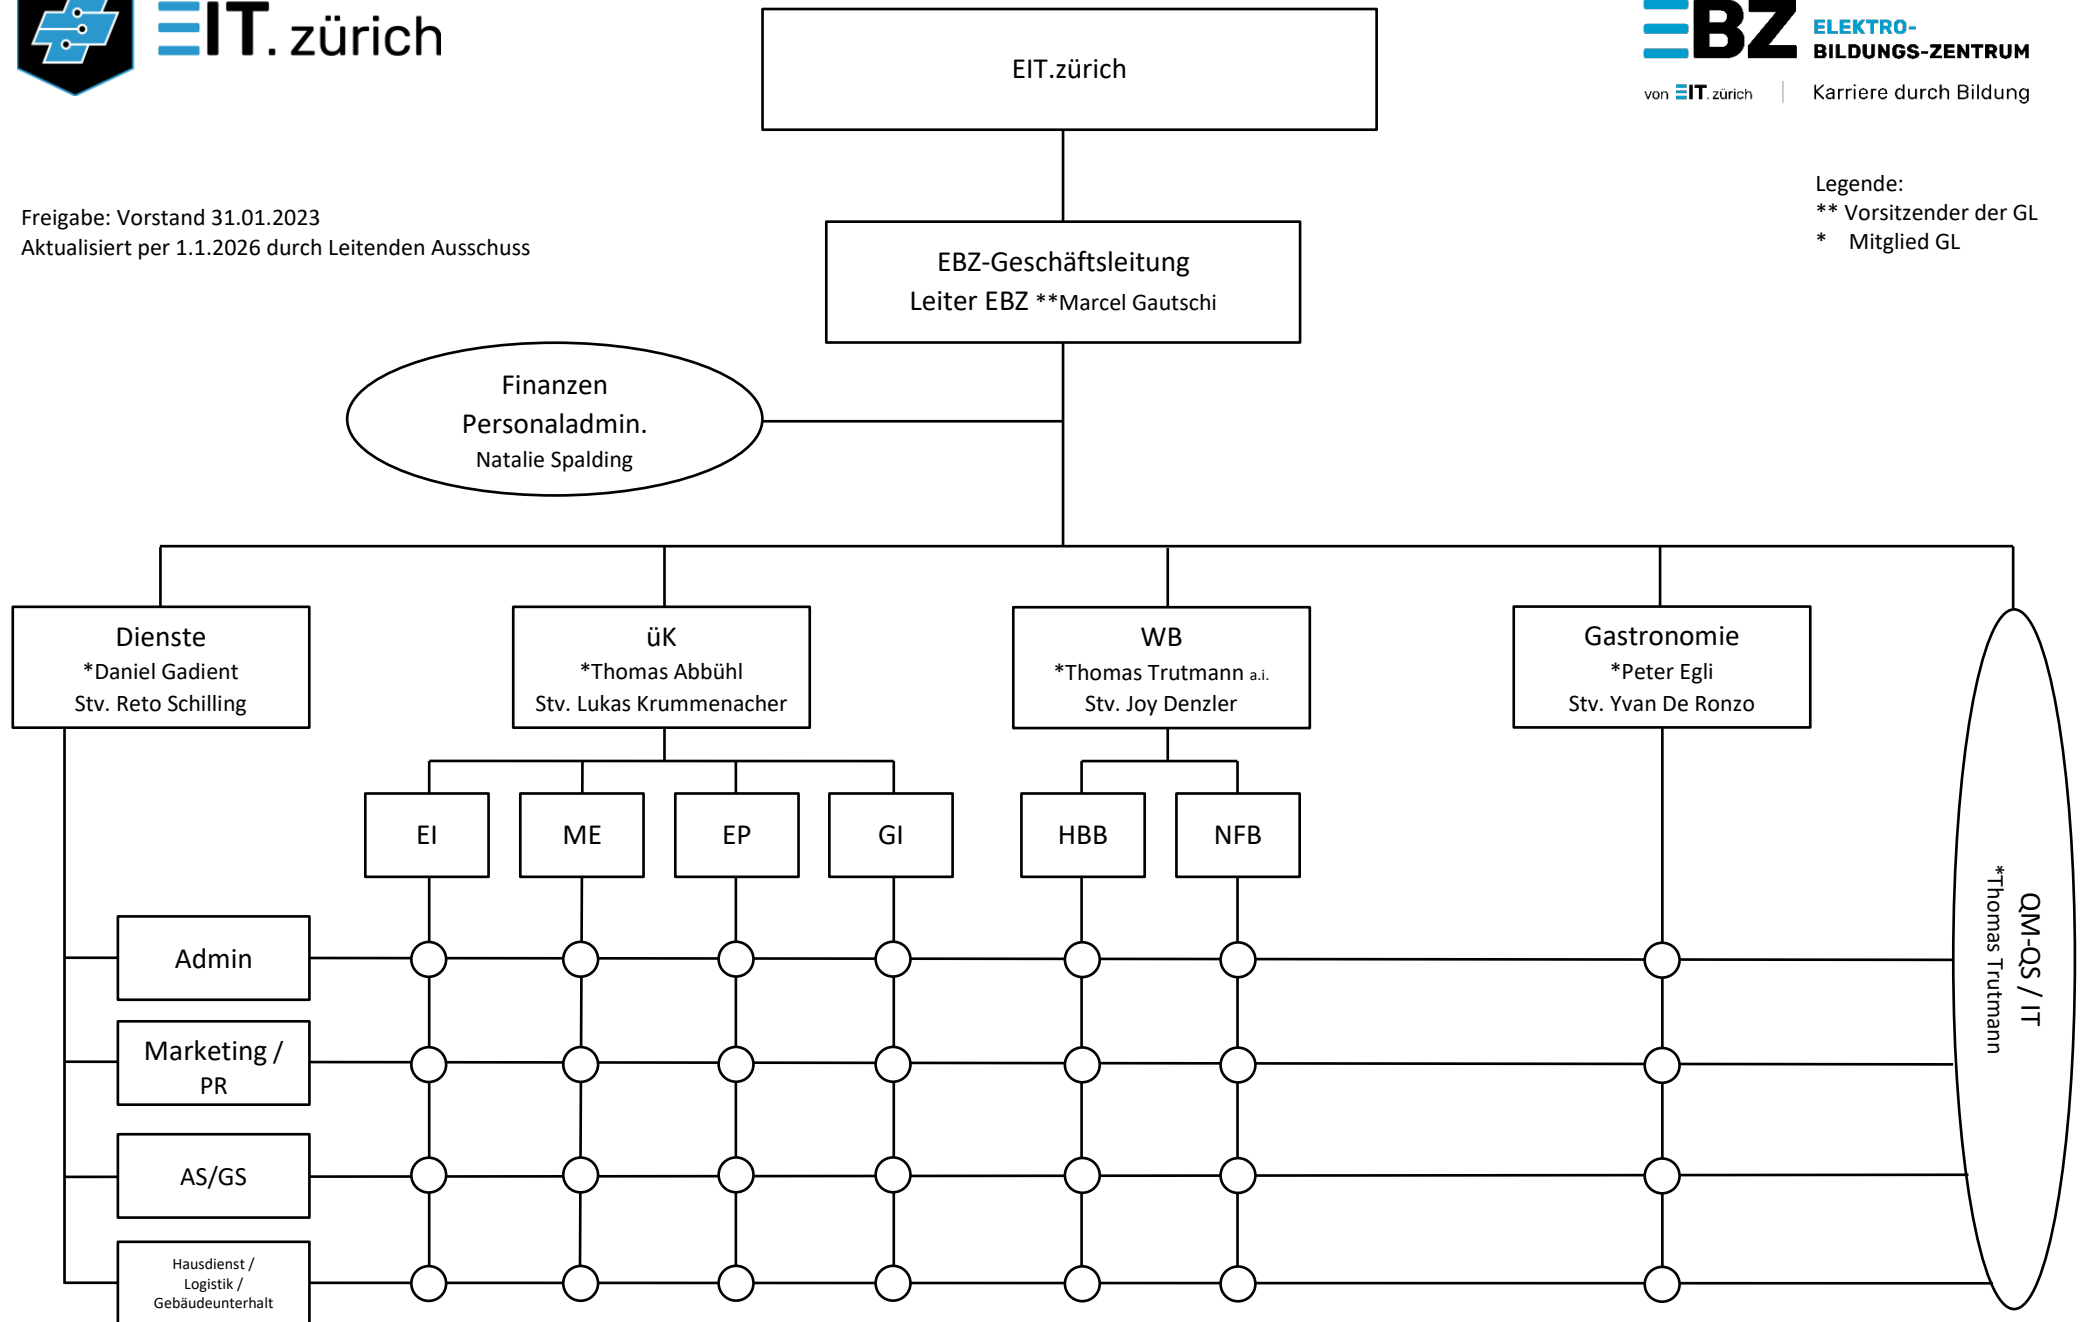 EIT. zürich
EBZ ELEKTRO-
BILDUNGS-ZENTRUM
von EIT. zürich | Karriere durch Bildung
EIT.zürich
Legende:
** Vorsitzender der GL
* Mitglied GL
Freigabe: Vorstand 31.01.2023
Aktualisiert per 1.1.2026 durch Leitenden Ausschuss
EBZ-Geschäftsleitung
Leiter EBZ **Marcel Gautschi
Finanzen
Personaladmin.
Natalie Spalding
Dienste
*Daniel Gadient
Stv. Reto Schilling
üK
*Thomas Abbühl
Stv. Lukas Krummenacher
WB
*Thomas Trutmann a.i.
Stv. Joy Denzler
Gastronomie
*Peter Egli
Stv. Yvan De Ronzo
QM-QS / IT
*Thomas Trutmann
EI
ME
EP
GI
HBB
NFB
Admin
Marketing /
PR
AS/GS
Hausdienst /
Logistik /
Gebäudeunterhalt